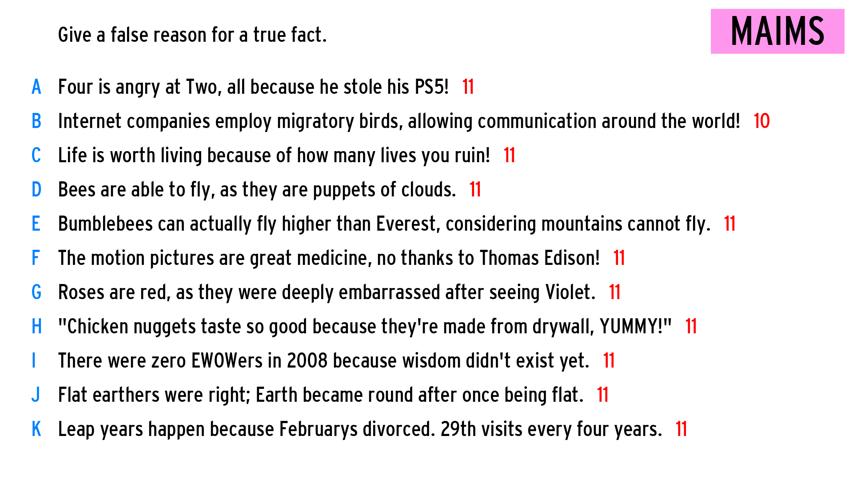 Give a false reason for a true fact.
MAIMS
A Four is angry at Two, all because he stole his PS5! 11
B Internet companies employ migratory birds, allowing communication around the world! 10
C Life is worth living because of how many lives you ruin! 11
D Bees are able to fly, as they are puppets of clouds. 11
E Bumblebees can actually fly higher than Everest, considering mountains cannot fly. 11
F The motion pictures are great medicine, no thanks to Thomas Edison! 11
G Roses are red, as they were deeply embarrassed after seeing Violet. 11
H "Chicken nuggets taste so good because they're made from drywall, YUMMY!" 11
I There were zero EWOWers in 2008 because wisdom didn't exist yet. 11
J Flat earthers were right; Earth became round after once being flat. 11
K Leap years happen because Februarys divorced. 29th visits every four years. 11